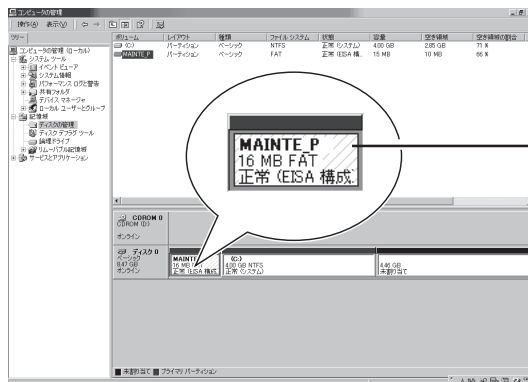 コンピュータの管理
操作(A) 表示(V)
ツリー
コンピュータの管理 (ローカル)
システム ツール
イベント ビューア
システム情報
パフォーマンス ログと警告
共有フォルダ
デバイス マネージャ
ローカル ユーザーとグループ
記憶域
ディスクの管理
ディスク デフラグ ツール
論理ドライブ
リムーバブル記憶域
サービスとアプリケーション
ボリューム レイアウト 種類 ファイル システム 状態 容量 空き領域 空き領域の割合
(C:) パーティション ベーシック NTFS 正常 (システム) 4.00 GB 2.85 GB 71 %
MAINTE_P パーティション ベーシック FAT 正常 (EISA 構... 15 MB 10 MB 66 %
MAINTE_P
16 MB FAT
正常 (EISA 構成
CDROM 0
CDROM (D:)
オンライン
ディスク 0
ベーシック
8.47 GB
オンライン
MAINTE
16 MB
正常 (EISA 構成
(C:)
4.00 GB NTFS
正常 (システム)
4.46 GB
未割り当て
未割り当て プライマリ パーティション